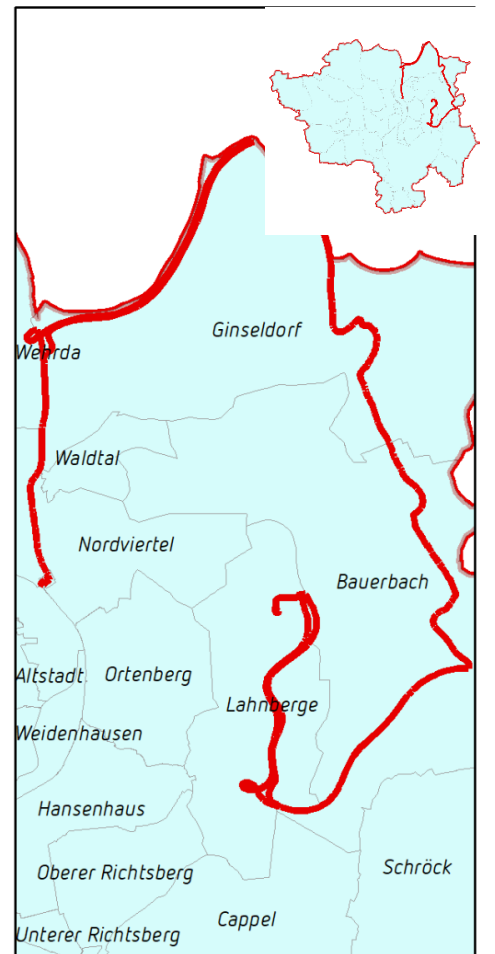 Ginseldorf
Wehrda
Waldtal
Nordviertel
Bauerbach
Altstadt
Ortenberg
Lahnberge
Weidenhausen
Hansenhaus
Schröck
Oberer Richtsberg
Cappel
Unterer Richtsberg